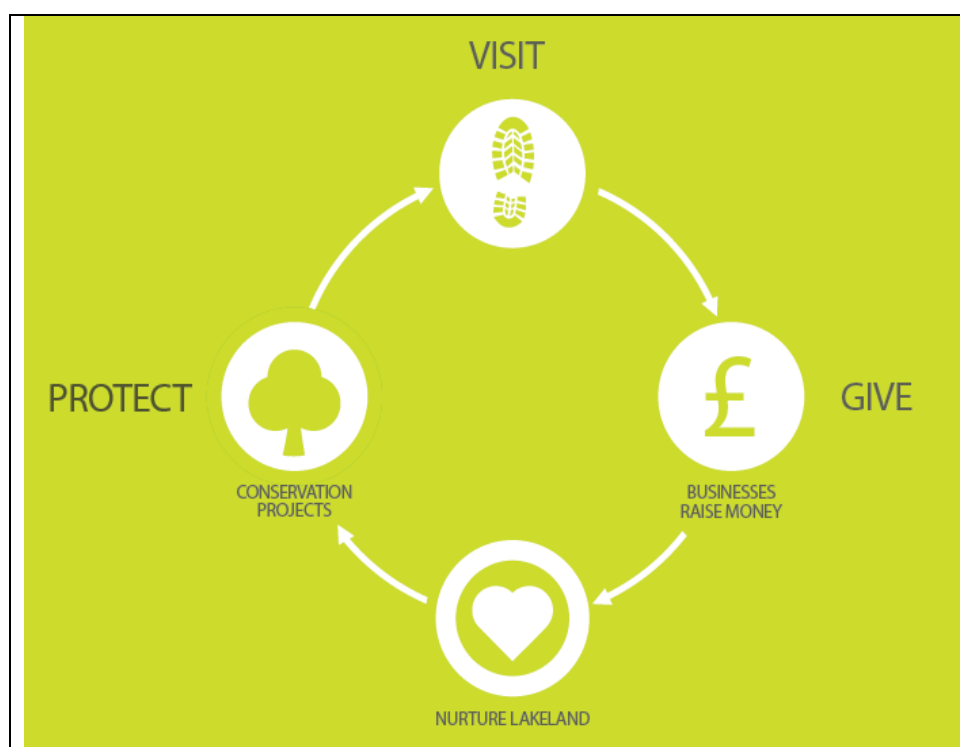 VISIT
PROTECT
£
GIVE
CONSERVATION
PROJECTS
BUSINESSES
RAISE MONEY
NURTURE LAKELAND